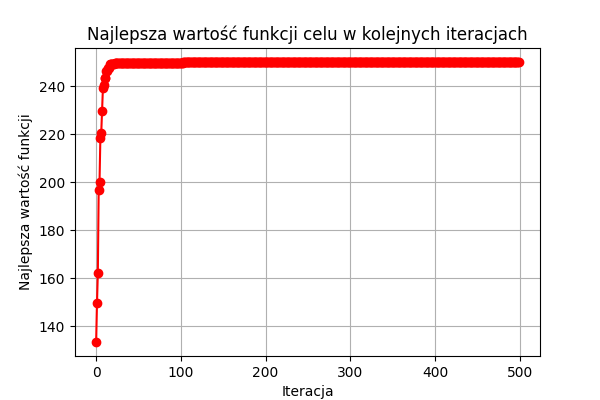 Najlepsza wartość funkcji celu w kolejnych iteracjach
Najlepsza wartość funkcji
240
220
200
180
160
140
0 100 200 300 400 500
Iteracja